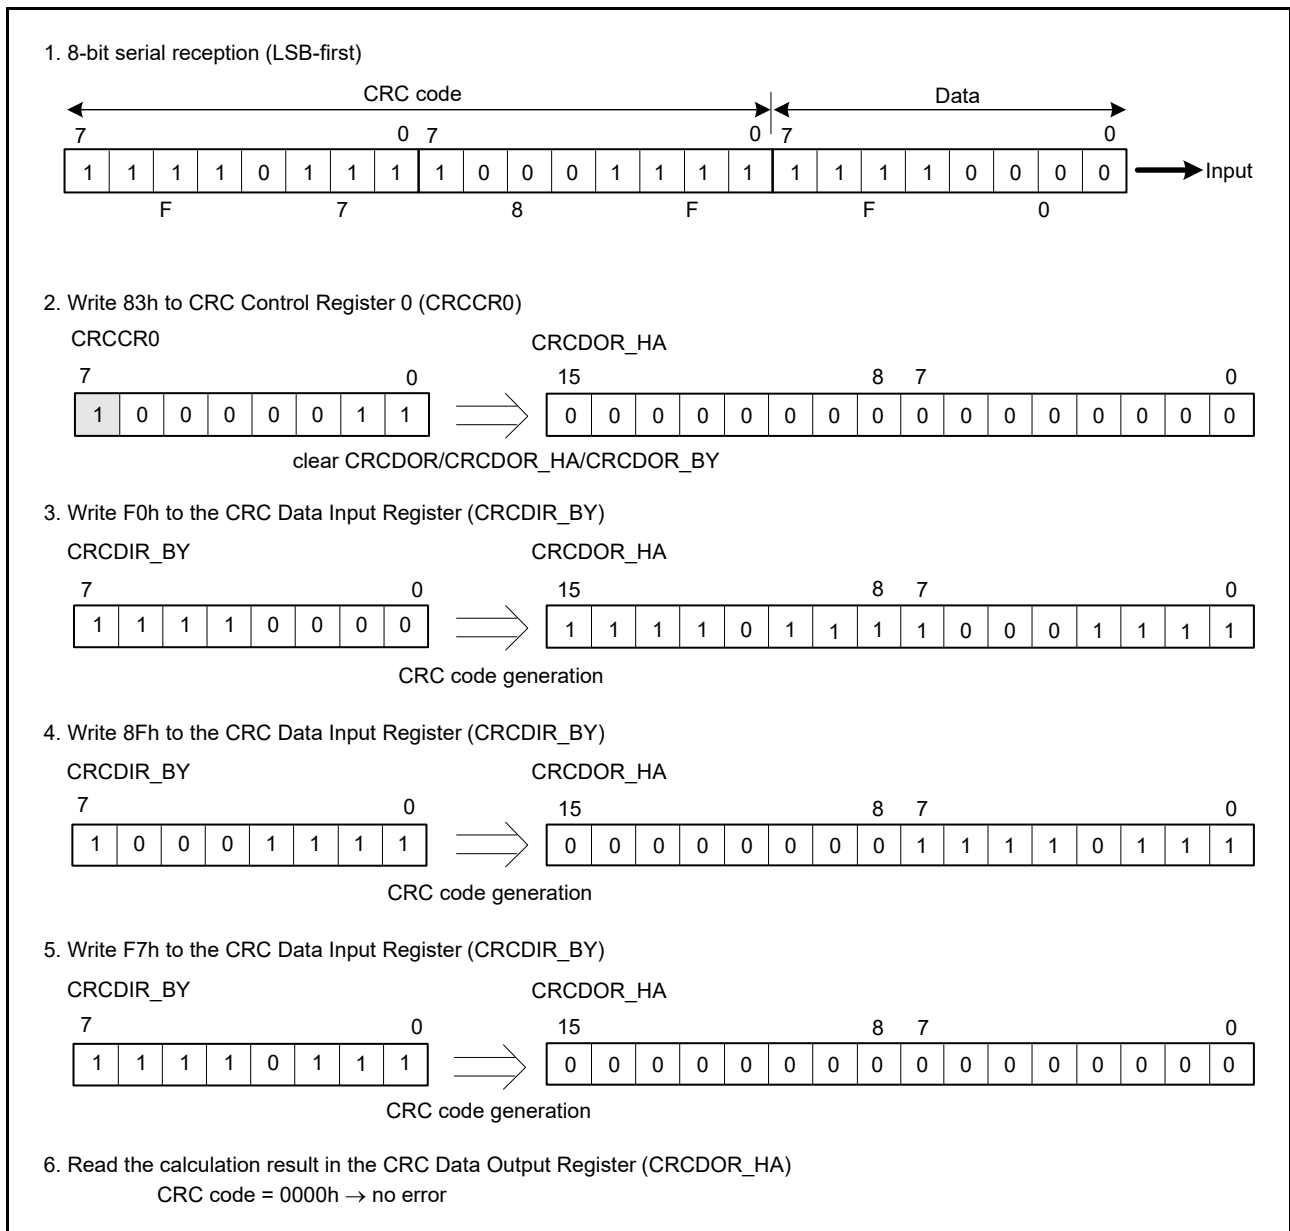 1. 8-bit serial reception (LSB-first)
CRC code Data
7 0 7 0 7 0
1 1 1 1 0 1 1 1 1 0 0 0 1 1 1 1 1 1 1 1 0 0 0 0 Input
F 7 8 F F 0
2. Write 83h to CRC Control Register 0 (CRCCR0)
CRCCR0 CRCDOR_HA
7 0 15 8 7 0
1 0 0 0 0 0 1 1 0 0 0 0 0 0 0 0 0 0 0 0 0 0 0 0
clear CRCDOR/CRCDOR_HA/CRCDOR_BY
3. Write F0h to the CRC Data Input Register (CRCDIR_BY)
CRCDIR_BY CRCDOR_HA
7 0 15 8 7 0
1 1 1 1 0 0 0 0 1 1 1 1 0 1 1 1 1 0 0 0 1 1 1 1
CRC code generation
4. Write 8Fh to the CRC Data Input Register (CRCDIR_BY)
CRCDIR_BY CRCDOR_HA
7 0 15 8 7 0
1 0 0 0 1 1 1 1 0 0 0 0 0 0 0 0 1 1 1 1 0 1 1 1
CRC code generation
5. Write F7h to the CRC Data Input Register (CRCDIR_BY)
CRCDIR_BY CRCDOR_HA
7 0 15 8 7 0
1 1 1 1 0 1 1 1 0 0 0 0 0 0 0 0 0 0 0 0 0 0 0 0
CRC code generation
6. Read the calculation result in the CRC Data Output Register (CRCDOR_HA)
CRC code = 0000h → no error